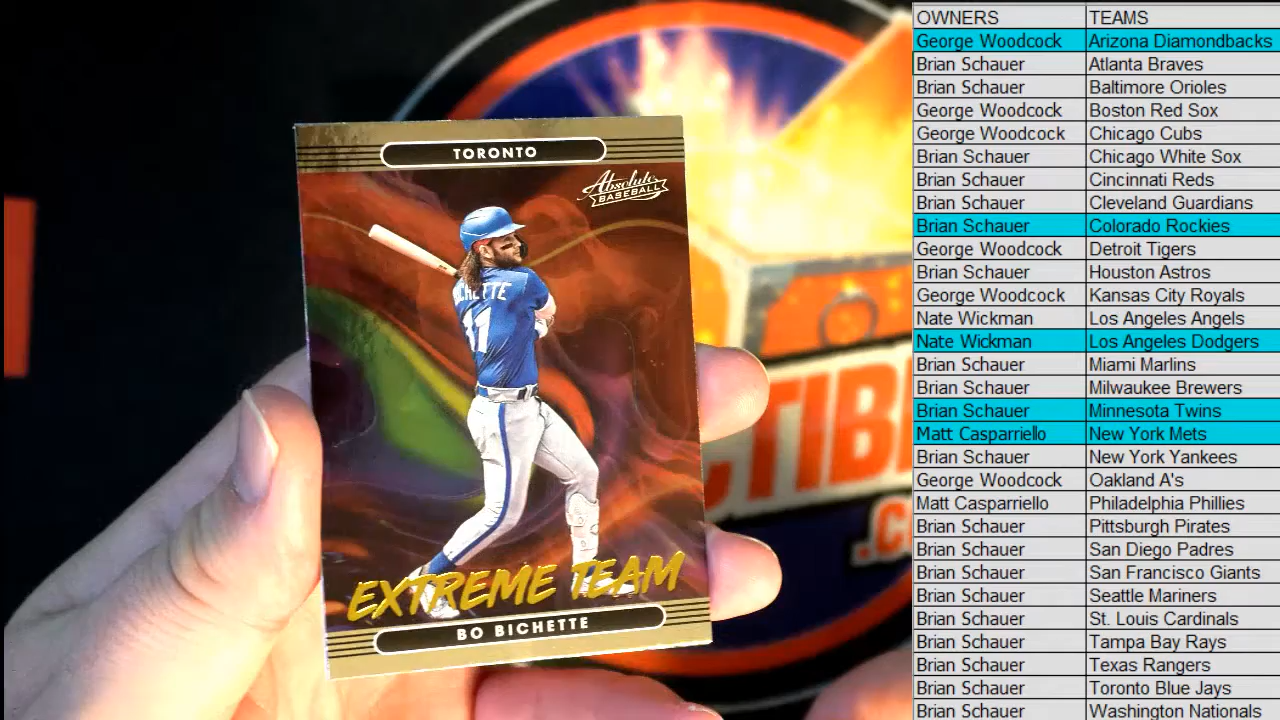 TORONTO
Absolute
BASEBALL
EXTREME TEAM
BO BICHETTE
TIB
.c
OWNERS TEAMS
George Woodcock Arizona Diamondbacks
Brian Schauer Atlanta Braves
Brian Schauer Baltimore Orioles
George Woodcock Boston Red Sox
George Woodcock Chicago Cubs
Brian Schauer Chicago White Sox
Brian Schauer Cincinnati Reds
Brian Schauer Cleveland Guardians
Brian Schauer Colorado Rockies
George Woodcock Detroit Tigers
Brian Schauer Houston Astros
George Woodcock Kansas City Royals
Nate Wickman Los Angeles Angels
Nate Wickman Los Angeles Dodgers
Brian Schauer Miami Marlins
Brian Schauer Milwaukee Brewers
Brian Schauer Minnesota Twins
Matt Casparriello New York Mets
Brian Schauer New York Yankees
George Woodcock Oakland A's
Matt Casparriello Philadelphia Phillies
Brian Schauer Pittsburgh Pirates
Brian Schauer San Diego Padres
Brian Schauer San Francisco Giants
Brian Schauer Seattle Mariners
Brian Schauer St. Louis Cardinals
Brian Schauer Tampa Bay Rays
Brian Schauer Texas Rangers
Brian Schauer Toronto Blue Jays
Brian Schauer Washington Nationals